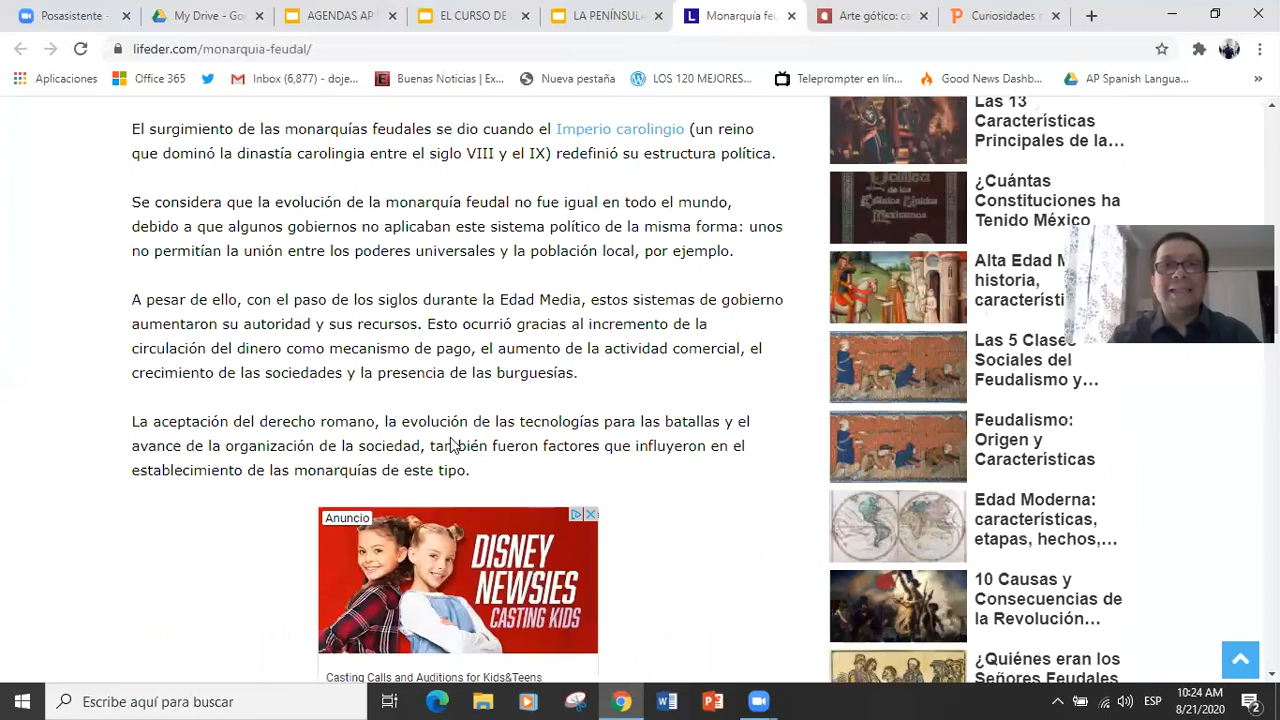 Posasistente -
My Drive - Go
AGENDAS AP
EL CURSO DE
LA PENÍNSULA
Monarquía feu
Arte gótico: ca
Curiosidades
lifeder.com/monarquia-feudal/
Aplicaciones
Office 365
Inbox (6,877) - doje...
Buenas Noticias | Ex...
Nueva pestaña
LOS 120 MEJORES...
Teleprompter en lín...
Good News Dashb...
AP Spanish Langua...
»
El surgimiento de las monarquías feudales se dio cuando el Imperio carolingio (un reino
que dominó la dinastía carolingia entre el siglo VIII y el IX) redefinió su estructura política.
Se considera que la evolución de la monarquía feudal no fue igual en todo el mundo,
debido a que algunos gobiernos no aplicaban ese sistema político de la misma forma: unos
no permitían la unión entre los poderes universales y la población local, por ejemplo.
A pesar de ello, con el paso de los siglos durante la Edad Media, estos sistemas de gobierno
aumentaron su autoridad y sus recursos. Esto ocurrió gracias al incremento de la
circulación del dinero como mecanismo de pago, el aumento de la actividad comercial, el
crecimiento de las sociedades y la presencia de las burguesías.
La recepción del derecho romano, la evolución de las tecnologías para las batallas y el
avance de la organización de la sociedad, también fueron factores que influyeron en el
establecimiento de las monarquías de este tipo.
Anuncio
DISNEY
NEWSIES
CASTING KIDS
Casting Calls and Auditions for Kids&Teens
Las 13
Características
Principales de la...
Política
de los
Estados Unidos
Mexicanos
¿Cuántas
Constituciones ha
Tenido México
Alta Edad M
historia,
característi
Las 5 Clases
Sociales del
Feudalismo y...
Feudalismo:
Origen y
Características
Edad Moderna:
características,
etapas, hechos,...
10 Causas y
Consecuencias de
la Revolución...
¿Quiénes eran los
Señores Feudales
Escribe aquí para buscar
ESP
10:24 AM
8/21/2020
2